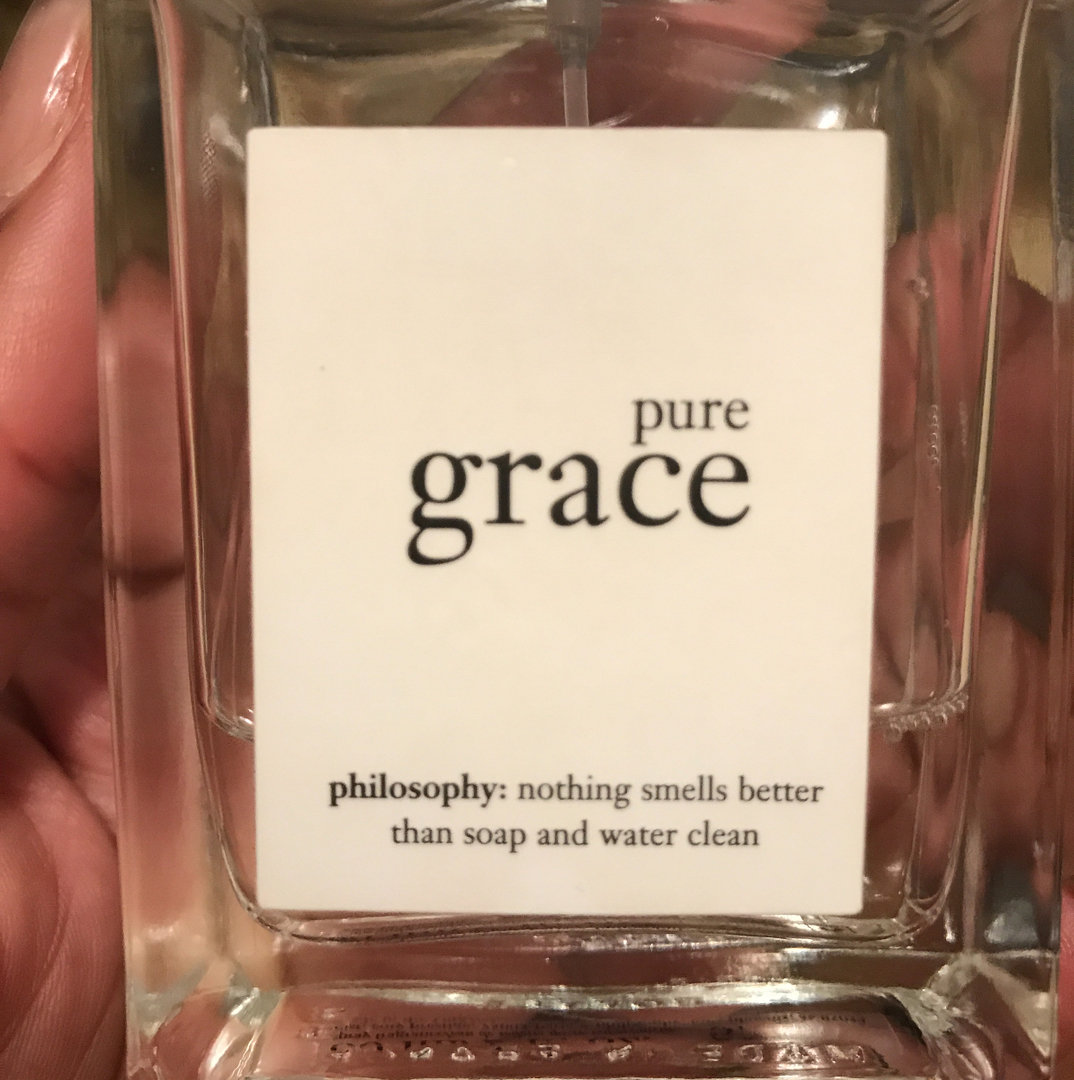 pure
grace
philosophy: nothing smells better
than soap and water clean